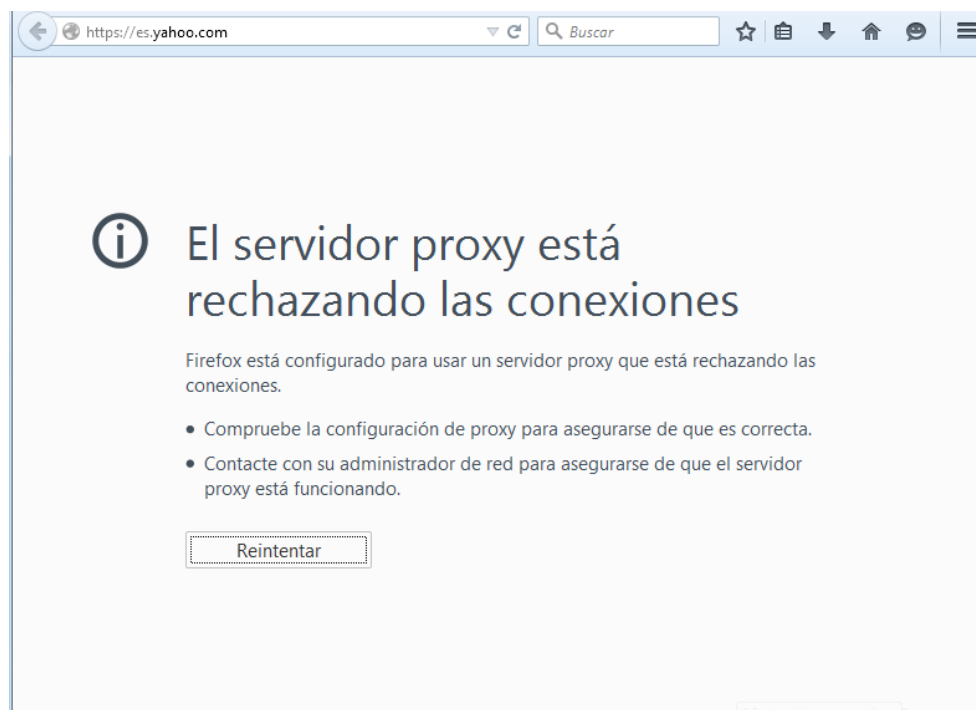 https://es.yahoo.com
Buscar
El servidor proxy está
rechazando las conexiones
Firefox está configurado para usar un servidor proxy que está rechazando las
conexiones.
• Compruebe la configuración de proxy para asegurarse de que es correcta.
• Contacte con su administrador de red para asegurarse de que el servidor
proxy está funcionando.
Reintentar